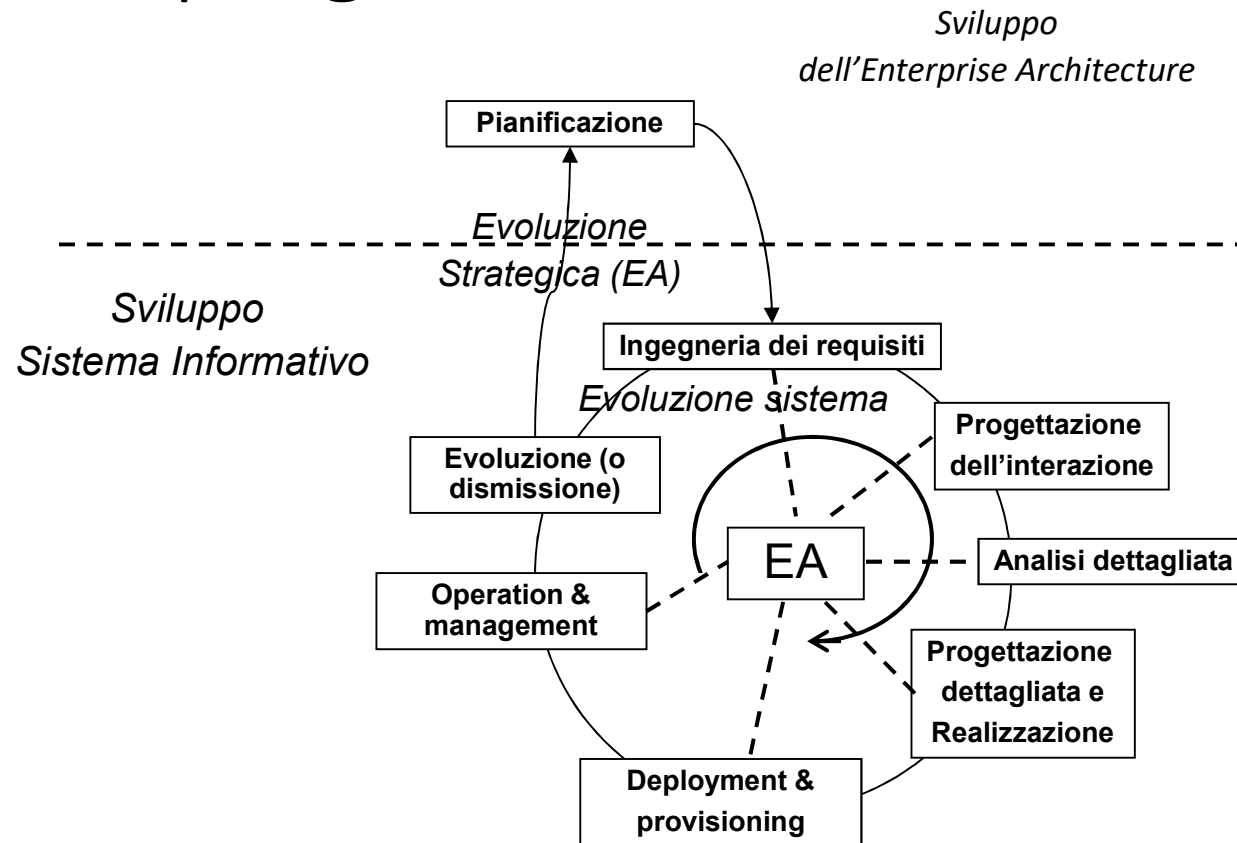 Sviluppo
dell’Enterprise Architecture
Pianificazione
Evoluzione
Strategica (EA)
Sviluppo
Sistema Informativo
Ingegneria dei requisiti
Evoluzione sistema
Progettazione
dell’interazione
Evoluzione (o
dismissione)
EA
Analisi dettagliata
Operation &
management
Progettazione
dettagliata e
Realizzazione
Deployment &
provisioning